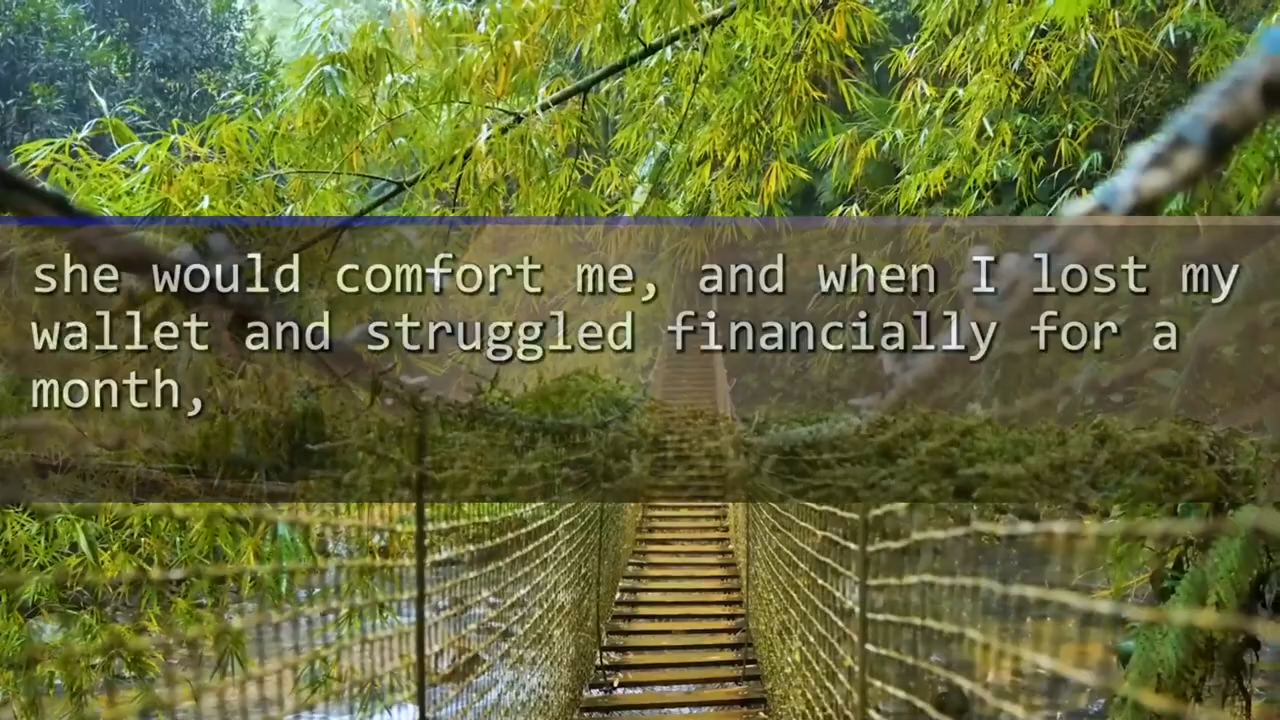 she would comfort me, and when I lost my
wallet and struggled financially for a
month,